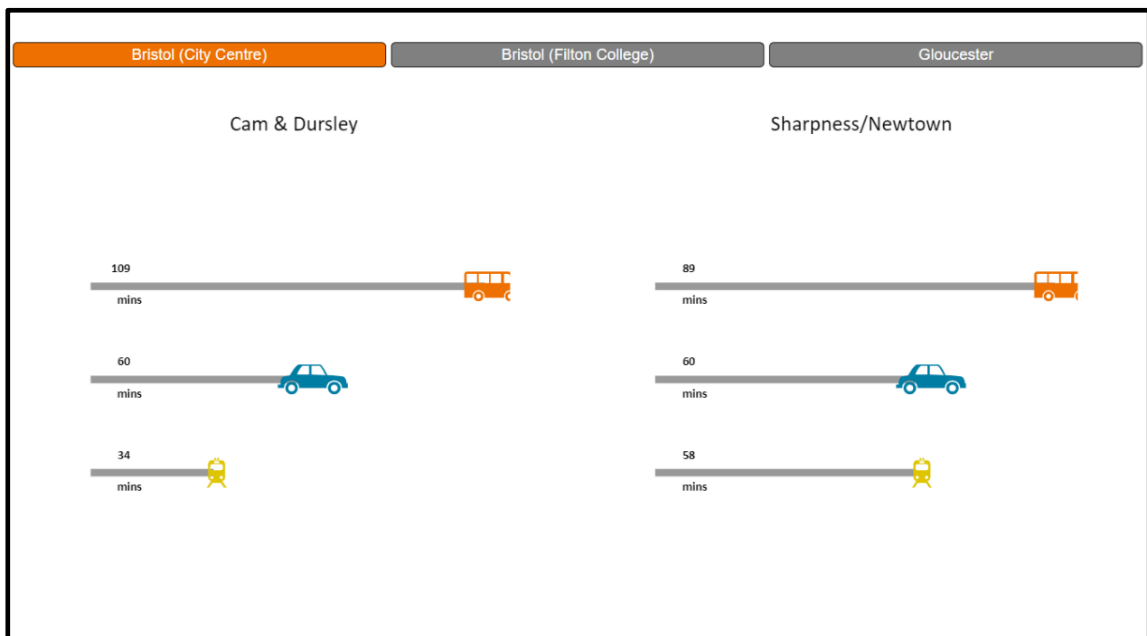 Bristol (City Centre)
Bristol (Filton College)
Gloucester
Cam & Dursley
109
mins
60
mins
34
mins
Sharpness/Newtown
89
mins
60
mins
58
mins